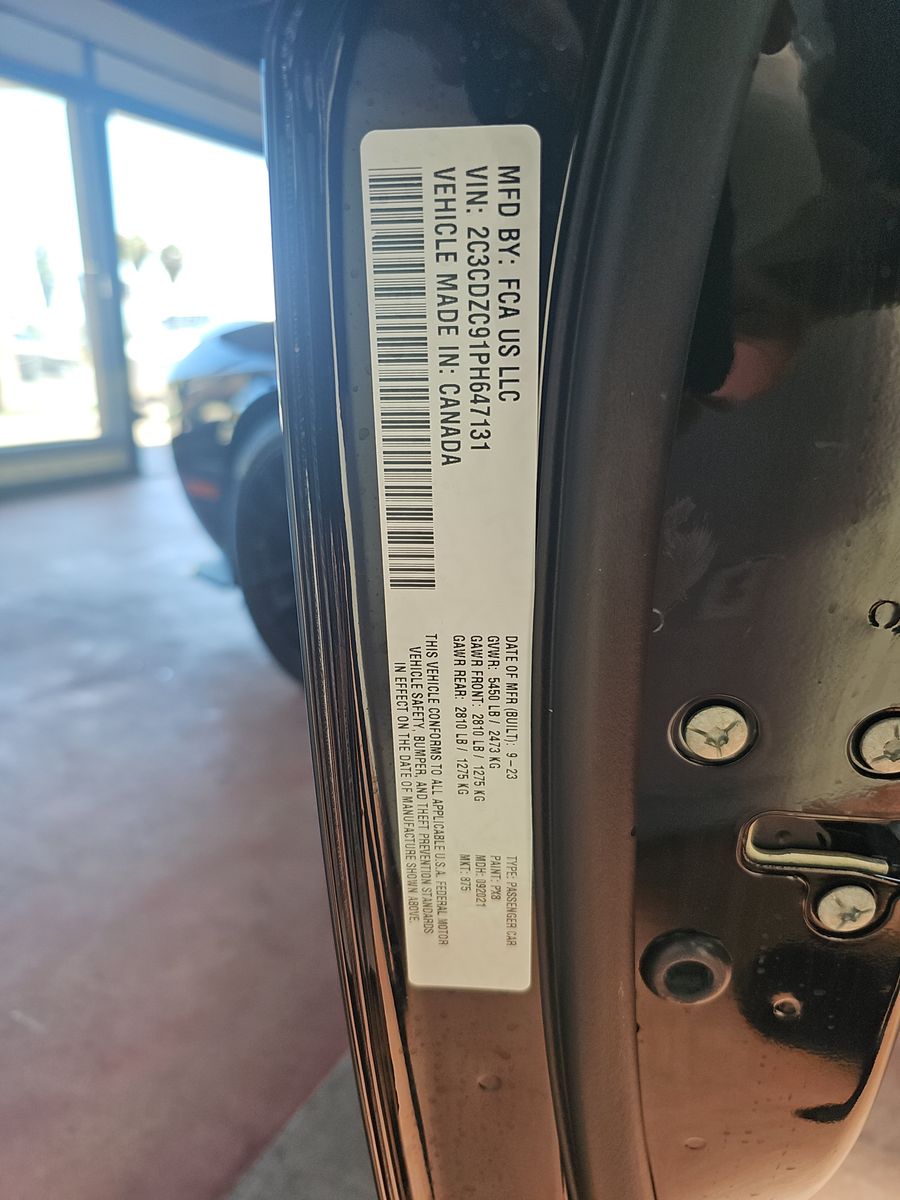 MFD BY: FCA US LLC
VIN: 2C3CDZC91PH647131
VEHICLE MADE IN: CANADA
DATE OF MFR (BUILT): 9-23
GVWR: 5450 LB / 2473 KG
GAWR FRONT: 2810 LB / 1275 KG
GAWR REAR: 2810 LB / 1275 KG
TYPE: PASSENGER CAR
PAINT: PX8
MDH: 092021
MKT: 875
THIS VEHICLE CONFORMS TO ALL APPLICABLE U.S.A. FEDERAL MOTOR
VEHICLE SAFETY, BUMPER, AND THEFT PREVENTION STANDARDS
IN EFFECT ON THE DATE OF MANUFACTURE SHOWN ABOVE.